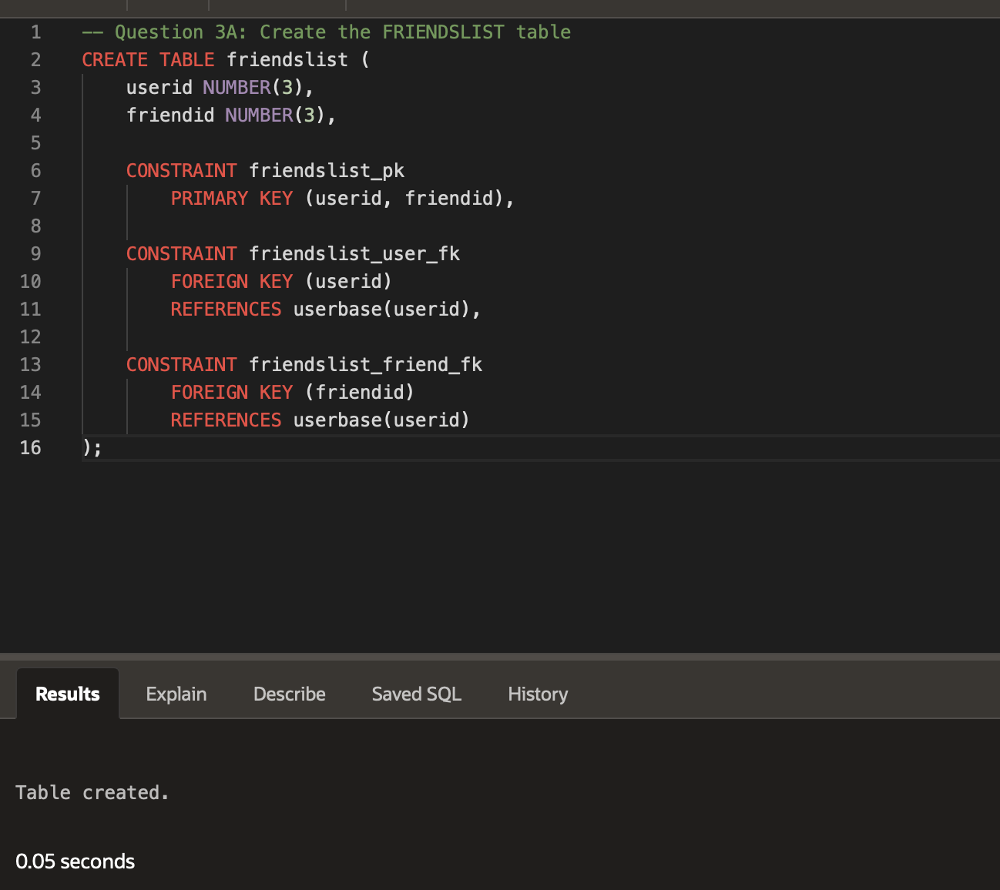 1 -- Question 3A: Create the FRIENDSLIST table
2 CREATE TABLE friendslist (
3 userid NUMBER(3),
4 friendid NUMBER(3),
5
6 CONSTRAINT friendslist_pk
7 PRIMARY KEY (userid, friendid),
8
9 CONSTRAINT friendslist_user_fk
10 FOREIGN KEY (userid)
11 REFERENCES userbase(userid),
12
13 CONSTRAINT friendslist_friend_fk
14 FOREIGN KEY (friendid)
15 REFERENCES userbase(userid)
16 );
Results Explain Describe Saved SQL History
Table created.
0.05 seconds